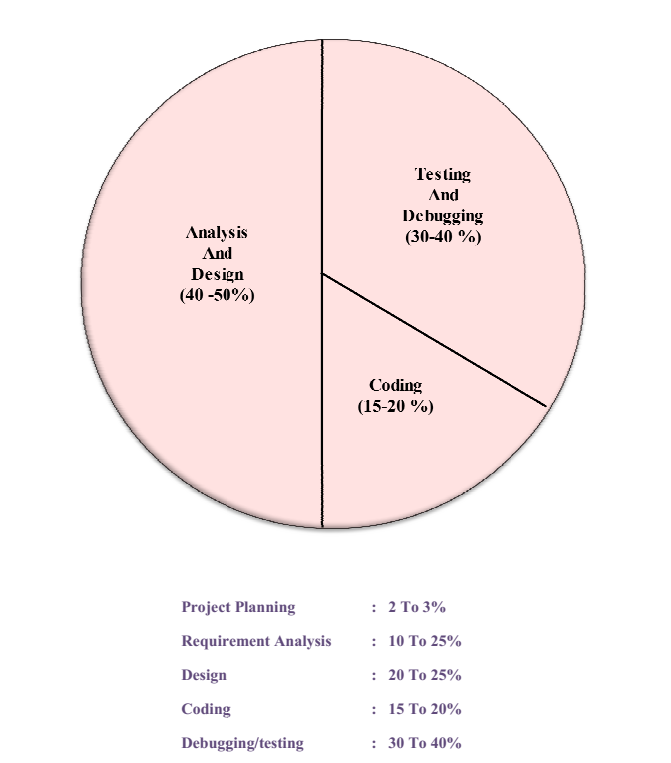 Testing
And
Debugging
(30-40 %)
Analysis
And
Design
(40 -50%)
Coding
(15-20 %)
Project Planning : 2 To 3%
Requirement Analysis : 10 To 25%
Design : 20 To 25%
Coding : 15 To 20%
Debugging/testing : 30 To 40%